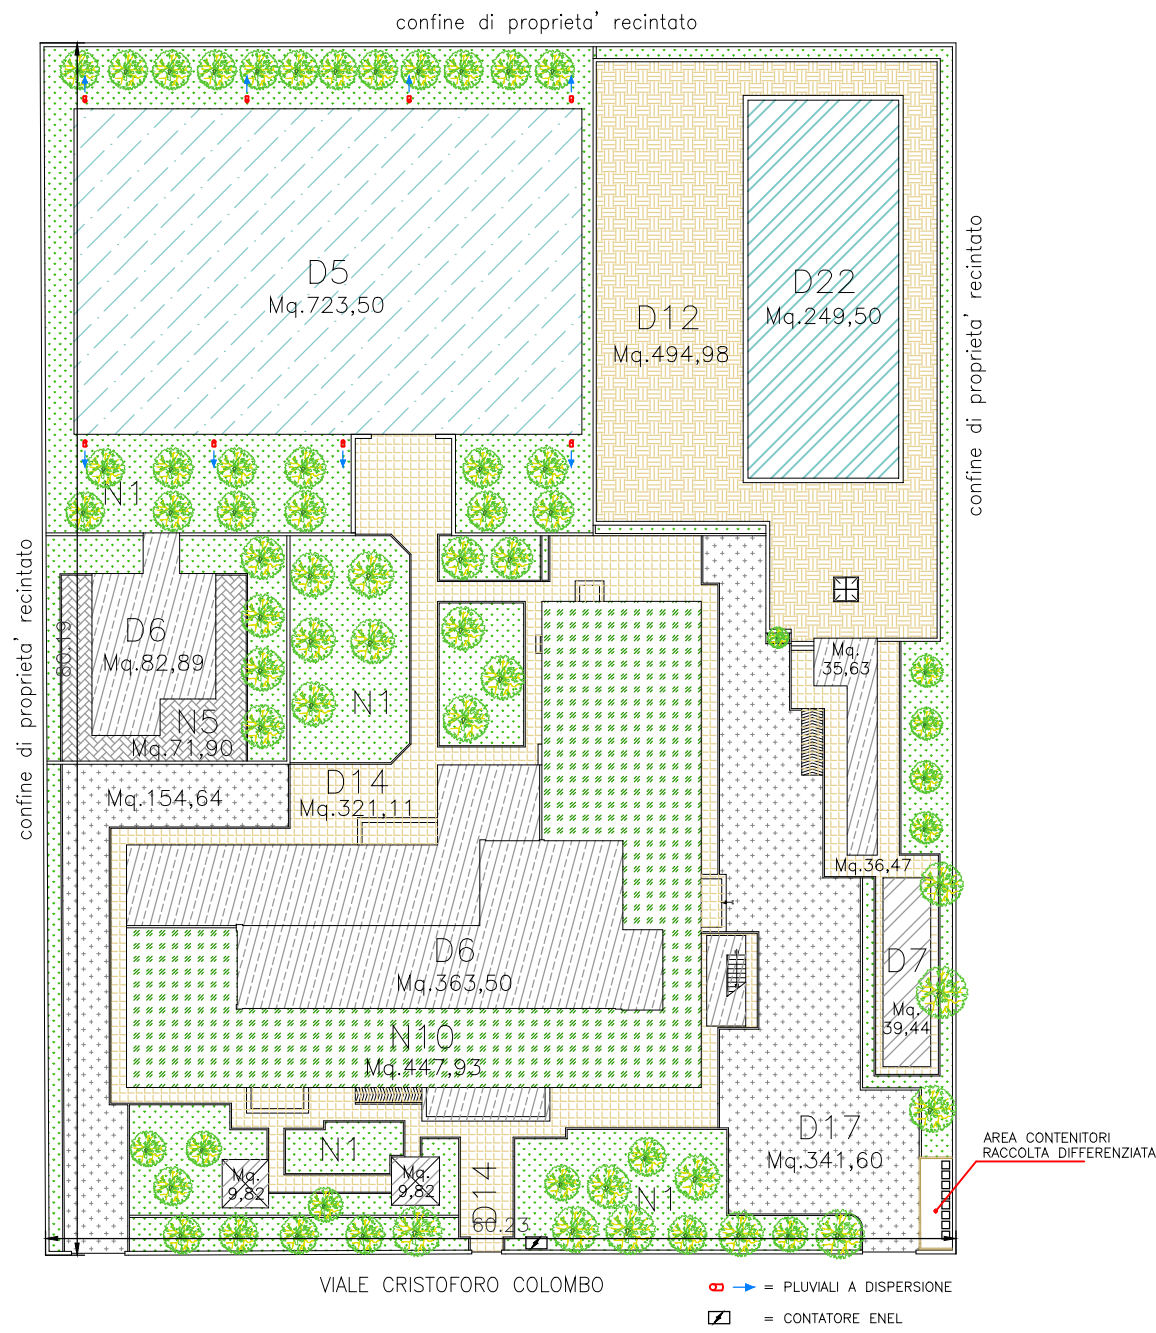 confine di proprieta' recintato
confine di proprieta' recintato
confine di proprieta' recintato
D5
Mq.723,50
D12
Mq.494,98
D22
Mq.249,50
N1
D6
Mq.82,89
80.19
N5
Mq.71,90
N1
Mq.
35,63
D14
Mq.321,11
Mq.154,64
Mq.36,47
D6
Mq.363,50
D7
Mq.
39,44
N10
Mq.447,93
D17
Mq.341,60
N1
Mq.
9,82
Mq.
9,82
D14
N1
60.23
AREA CONTENITORI
RACCOLTA DIFFERENZIATA
VIALE CRISTOFORO COLOMBO
= PLUVIALI A DISPERSIONE
= CONTATORE ENEL